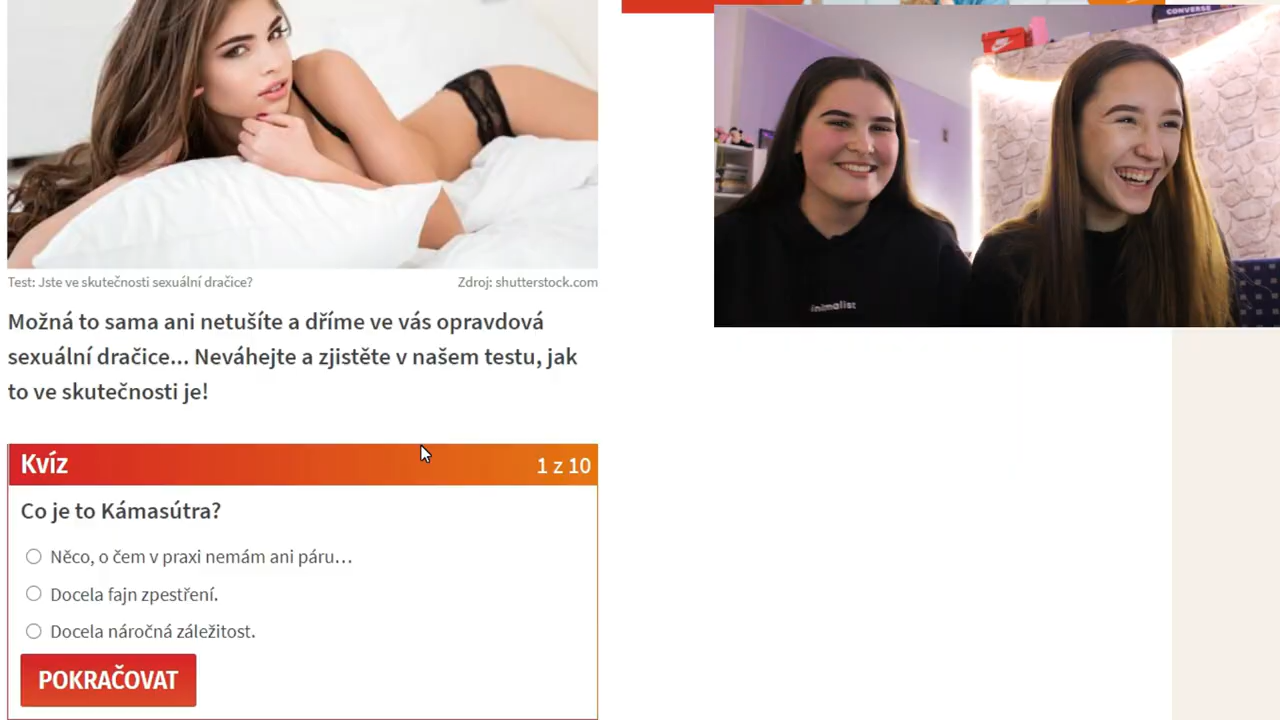 CONVERSE
minimalist
Test: Jste ve skutečnosti sexuální dračice?
Zdroj: shutterstock.com
Možná to sama ani netušíte a dříme ve vás opravdová
sexuální dračice... Neváhejte a zjistěte v našem testu, jak
to ve skutečnosti je!
Kvíz
1 z 10
Co je to Kámasútra?
Něco, o čem v praxi nemám ani páru...
Docela fajn zpestření.
Docela náročná záležitost.
POKRAČOVAT